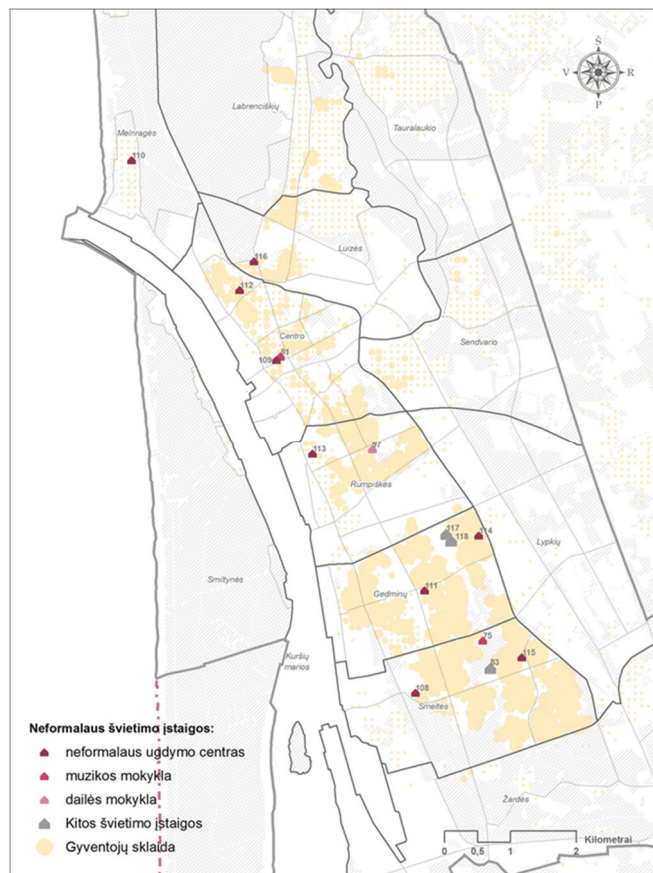 Š
V R
P
Labrenciškių
Melnragės
Tauralaukio
110
Luizės
116
112
Centro
81
109
Sendvario
113
97
Rumpiškės
117
118
114
Lypkių
Smiltynės
111
Gedminų
75
Kuršių
marios
115
83
108
Smeltės
Neformalaus švietimo įstaigos:
neformalaus ugdymo centras
muzikos mokykla
dailės mokykla
Kitos švietimo įstaigos
Gyventojų sklaida
Žardės
Kilometrai
0 0,5 1 2